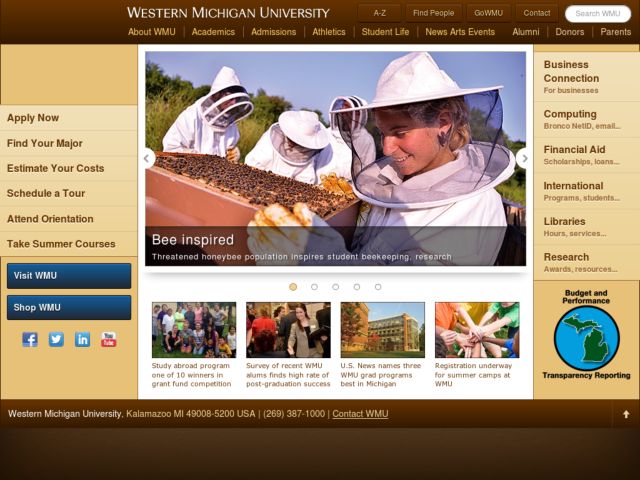 WESTERN MICHIGAN UNIVERSITY
A-Z
Find People
GoWMU
Contact
Search WMU
About WMU
Academics
Admissions
Athletics
Student Life
News Arts Events
Alumni
Donors
Parents
Apply Now
Find Your Major
Estimate Your Costs
Schedule a Tour
Attend Orientation
Take Summer Courses
Visit WMU
Shop WMU
You
Tube
Bee inspired
Threatened honeybee population inspires student beekeeping, research
Study abroad program
one of 10 winners in
grant fund competition
Survey of recent WMU
alums finds high rate of
post-graduation success
U.S. News names three
WMU grad programs
best in Michigan
Registration underway
for summer camps at
WMU
Business
Connection
For businesses
Computing
Bronco NetID, email...
Financial Aid
Scholarships, loans...
International
Programs, students...
Libraries
Hours, services...
Research
Awards, resources...
Budget and
Performance
Transparency Reporting
Western Michigan University, Kalamazoo MI 49008-5200 USA | (269) 387-1000 | Contact WMU